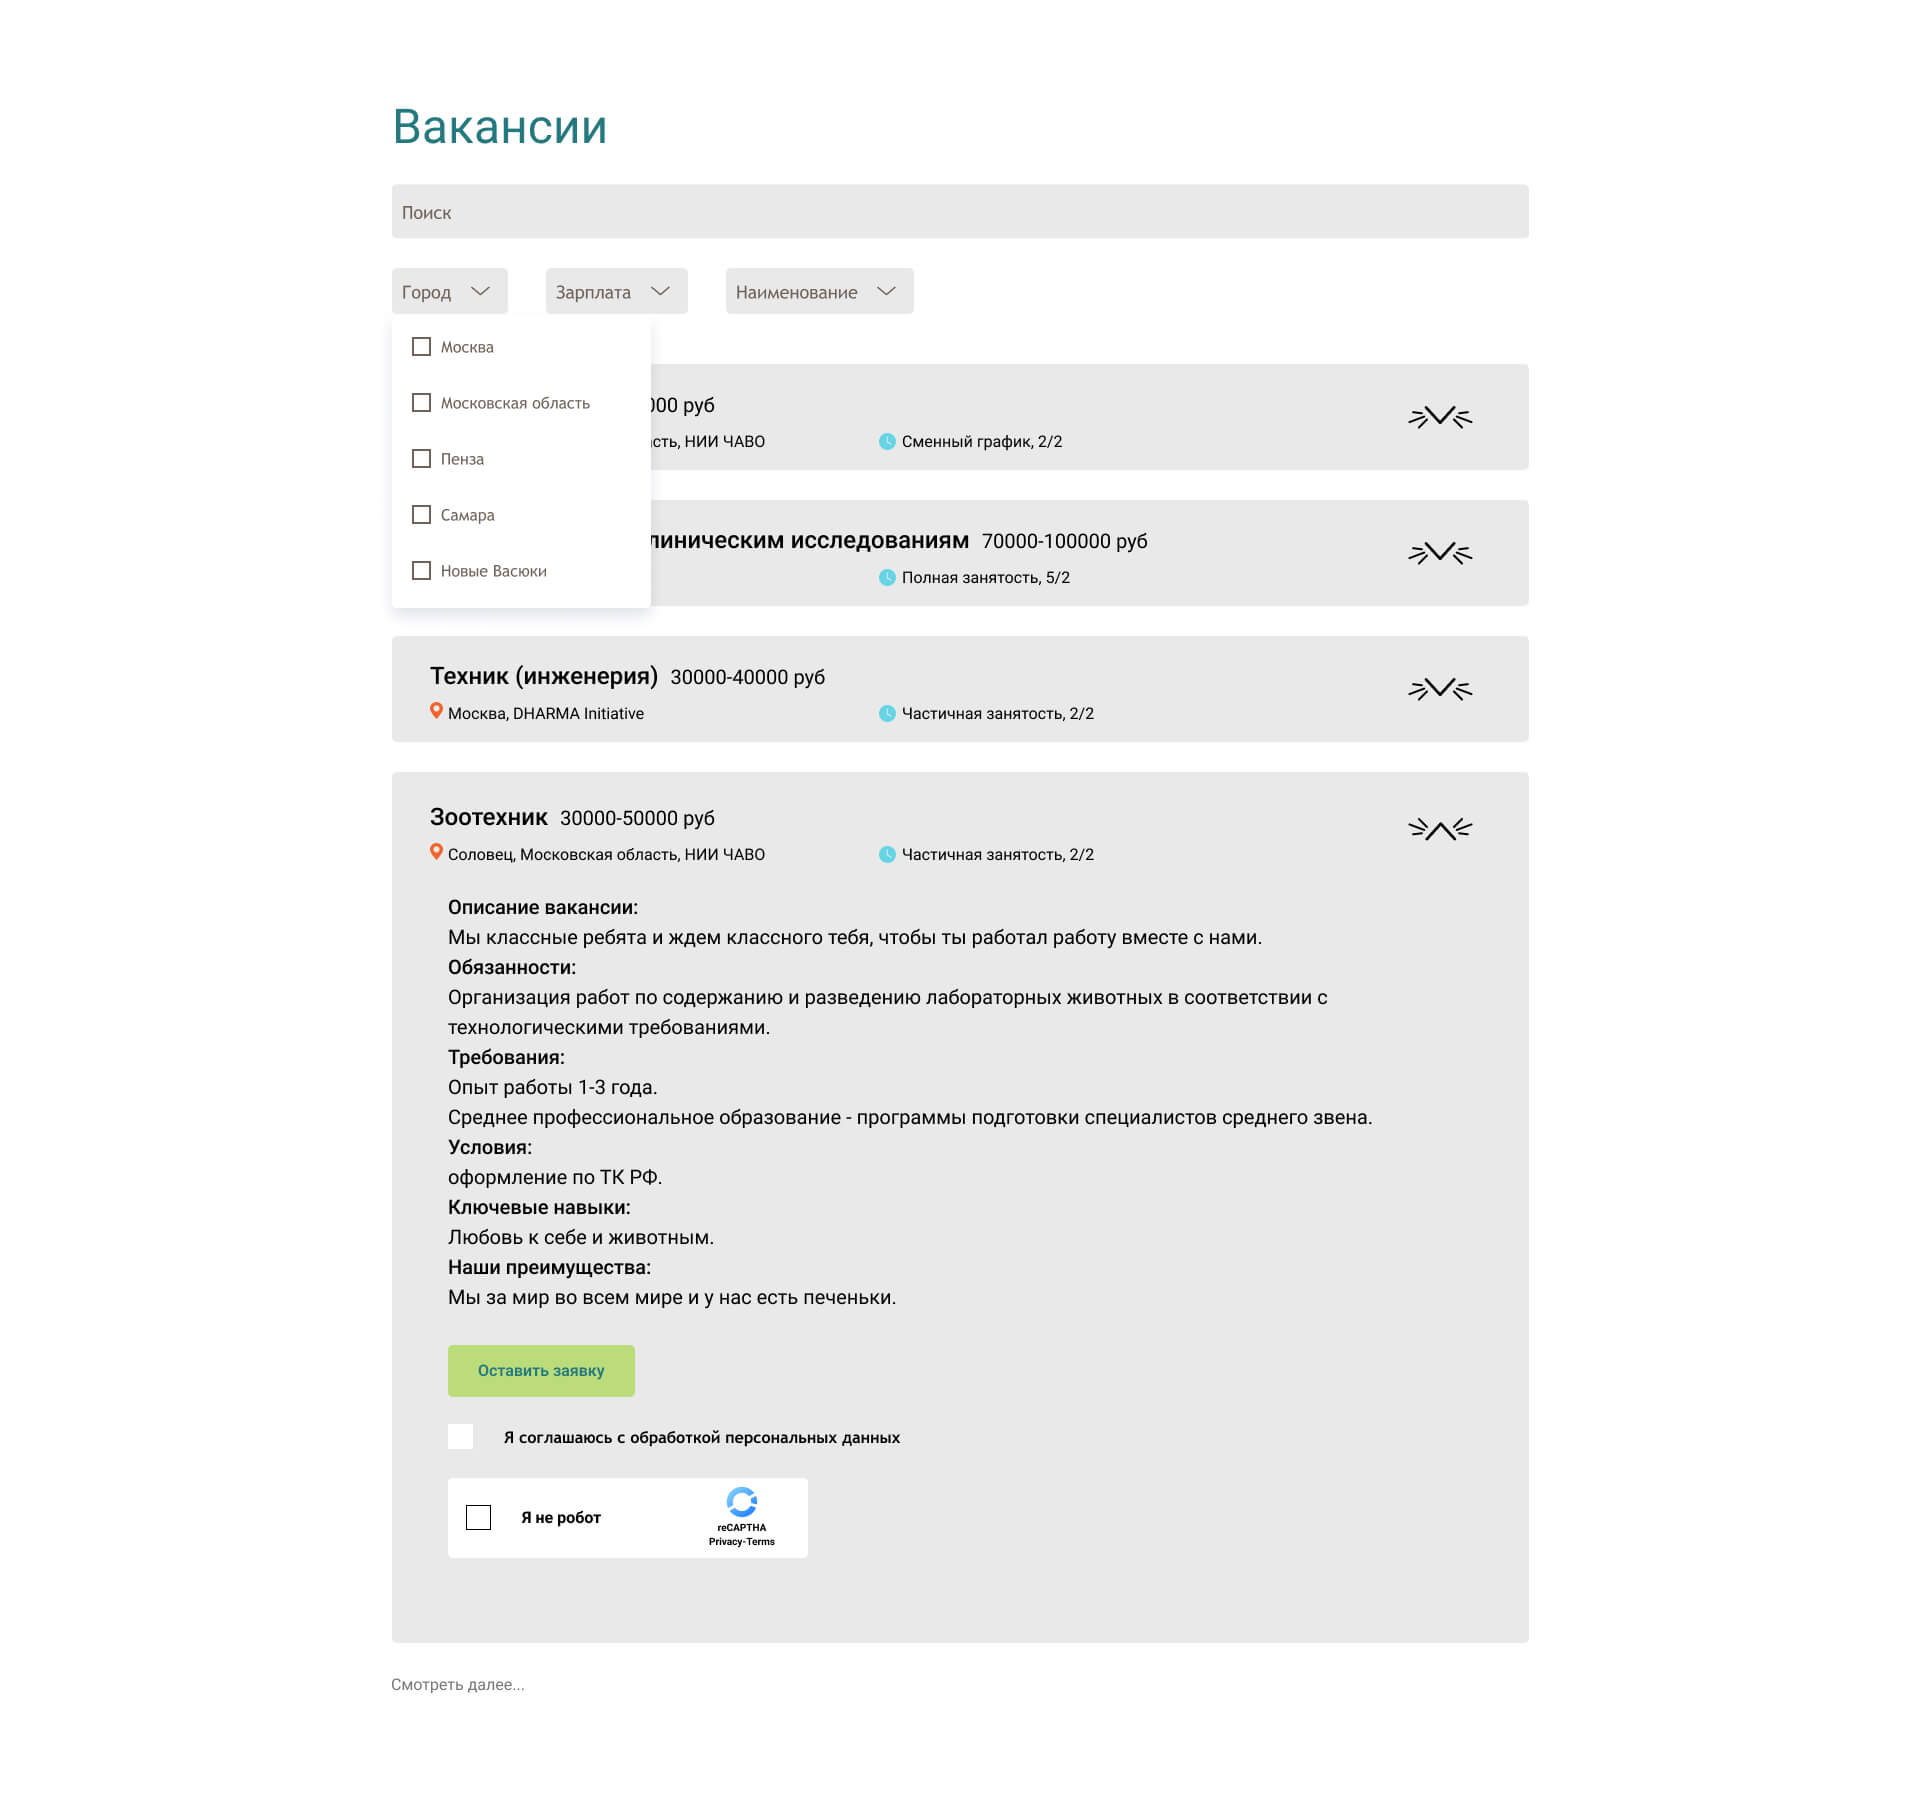 Вакансии
Поиск
Город Зарплата Наименование
Москва
Московская область
Пенза
Самара
Новые Васюки
000 руб
НИИ ЧАВО Сменный график, 2/2
исследованиям 70000-100000 руб
Полная занятость, 5/2
Техник (инженерия) 30000-40000 руб
Москва, DHARMA Initiative Частичная занятость, 2/2
Зоотехник 30000-50000 руб
Соловец, Московская область, НИИ ЧАВО Частичная занятость, 2/2
Описание вакансии:
Мы классные ребята и ждем классного тебя, чтобы ты работал работу вместе с нами.
Обязанности:
Организация работ по содержанию и разведению лабораторных животных в соответствии с
технологическими требованиями.
Требования:
Опыт работы 1-3 года.
Среднее профессиональное образование - программы подготовки специалистов среднего звена.
Условия:
оформление по ТК РФ.
Ключевые навыки:
Любовь к себе и животным.
Наши преимущества:
Мы за мир во всем мире и у нас есть печеньки.
Оставить заявку
Я соглашаюсь с обработкой персональных данных
Я не робот
reCAPTHA
Privacy-Terms
Смотреть далее...